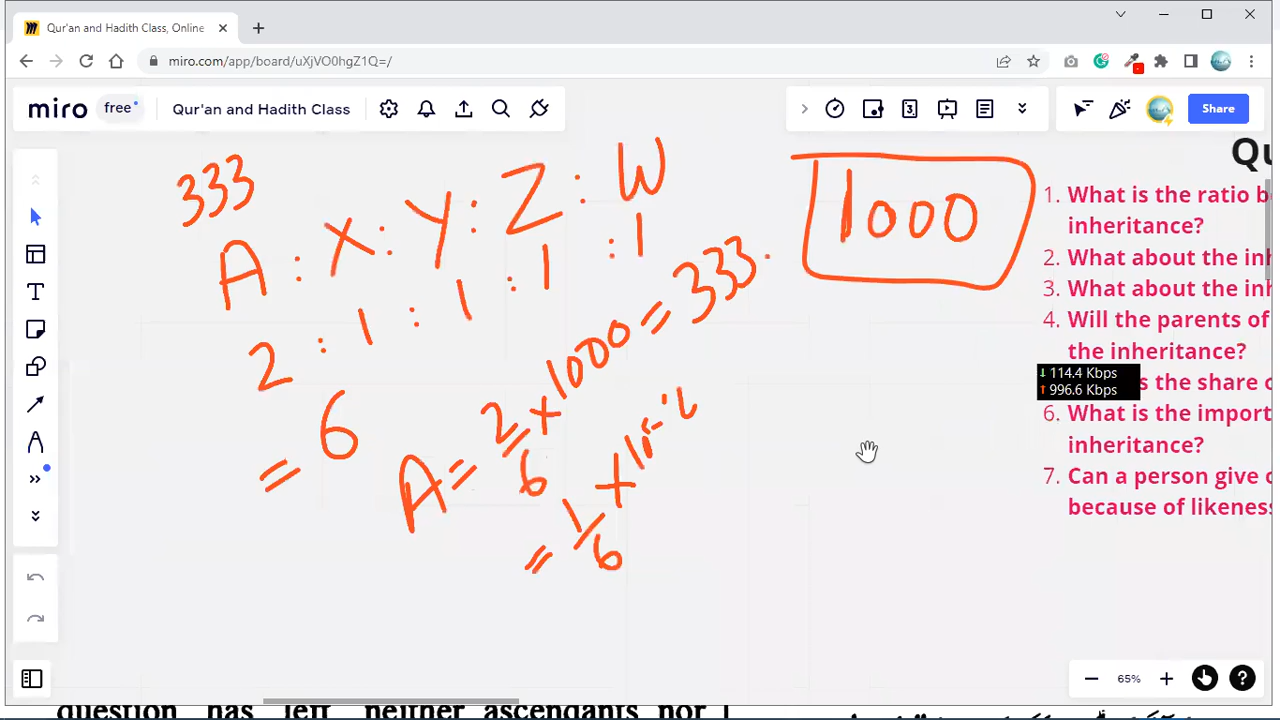 Qur'an and Hadith Class, Online
miro.com/app/board/uXjVO0hgZ1Q=/
miro free Qur'an and Hadith Class
Share
333
A : X : Y : Z : W
2 : 1 : 1 : 1 : 1
= 6
A = 2/6 × 1000 = 333.
= 1/6 ×
1000
Qu
1. What is the ratio b
inheritance?
2. What about the inh
3. What about the inh
4. Will the parents of
the inheritance?
↓ 114.4 Kbps
↑ 996.6 Kbps
s the share o
6. What is the import
inheritance?
7. Can a person give o
because of likeness
65%
question has left neither ascendants nor